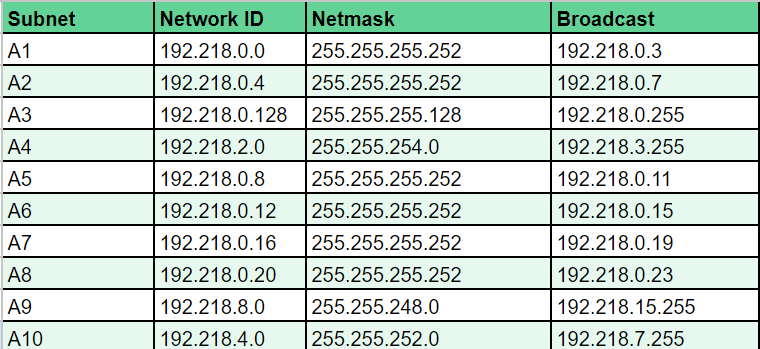 Subnet Network ID Netmask Broadcast
A1 192.218.0.0 255.255.255.252 192.218.0.3
A2 192.218.0.4 255.255.255.252 192.218.0.7
A3 192.218.0.128 255.255.255.128 192.218.0.255
A4 192.218.2.0 255.255.254.0 192.218.3.255
A5 192.218.0.8 255.255.255.252 192.218.0.11
A6 192.218.0.12 255.255.255.252 192.218.0.15
A7 192.218.0.16 255.255.255.252 192.218.0.19
A8 192.218.0.20 255.255.255.252 192.218.0.23
A9 192.218.8.0 255.255.248.0 192.218.15.255
A10 192.218.4.0 255.255.252.0 192.218.7.255